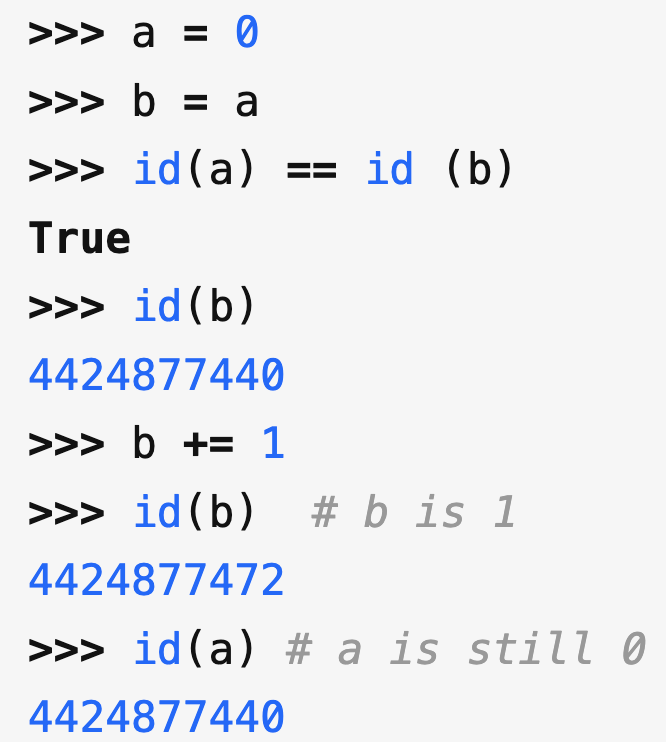 >>> a = 0
>>> b = a
>>> id(a) == id (b)
True
>>> id(b)
4424877440
>>> b += 1
>>> id(b)  # b is 1
4424877472
>>> id(a) # a is still 0
4424877440